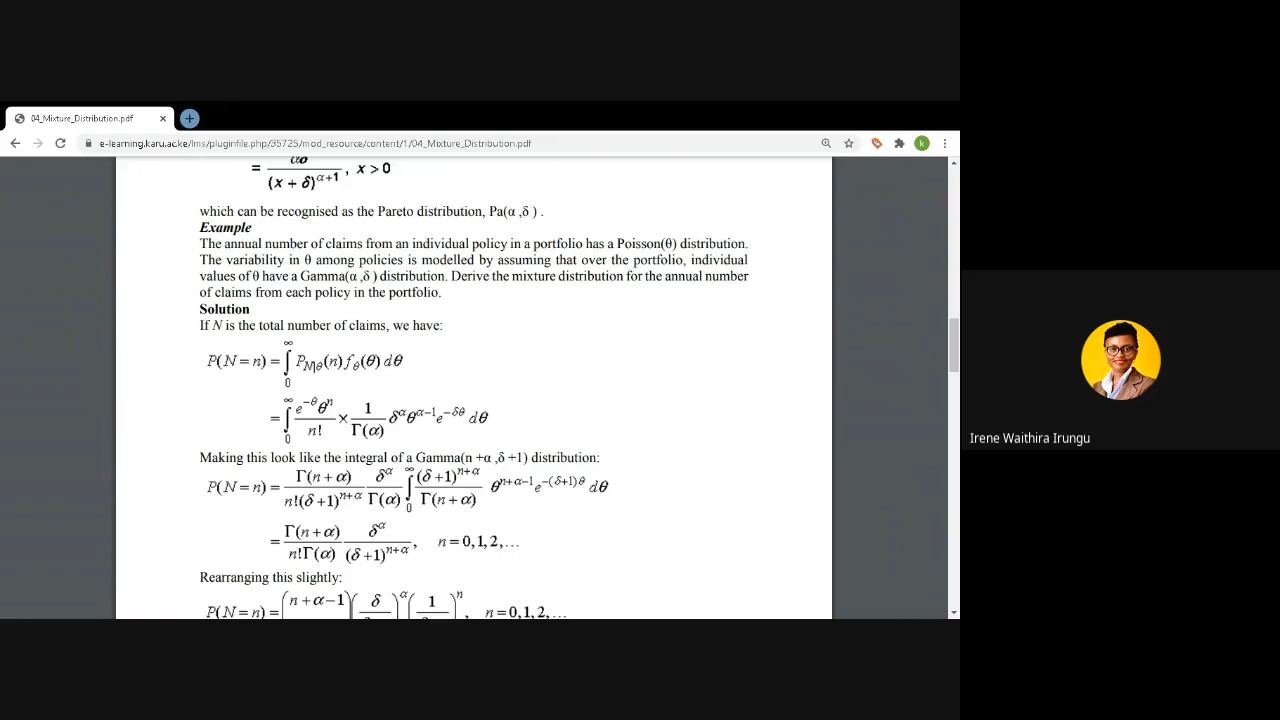 04_Mixture_Distribution.pdf
e-learning.karu.ac.ke/lms/pluginfile.php/35725/mod_resource/content/1/04_Mixture_Distribution.pdf
k
= αδ / (x + δ)^{α+1} , x > 0
which can be recognised as the Pareto distribution, Pa(α ,δ ) .
Example
The annual number of claims from an individual policy in a portfolio has a Poisson(θ) distribution.
The variability in θ among policies is modelled by assuming that over the portfolio, individual
values of θ have a Gamma(α ,δ ) distribution. Derive the mixture distribution for the annual number
of claims from each policy in the portfolio.
Solution
If N is the total number of claims, we have:
P(N = n) = ∫_0^∞ P_{N|θ}(n) f_θ(θ) dθ
= ∫_0^∞ e^{−θ}θ^n / n! × 1 / Γ(α) δ^α θ^{α−1} e^{−δθ} dθ
Making this look like the integral of a Gamma(n +α ,δ +1) distribution:
P(N = n) = Γ(n + α) / n!(δ +1)^{n+α} δ^α / Γ(α) ∫_0^∞ (δ +1)^{n+α} / Γ(n + α) θ^{n+α−1} e^{−(δ+1)θ} dθ
= Γ(n + α) / n!Γ(α) δ^α / (δ +1)^{n+α} , n = 0, 1, 2, …
Rearranging this slightly:
Irene Waithira Irungu